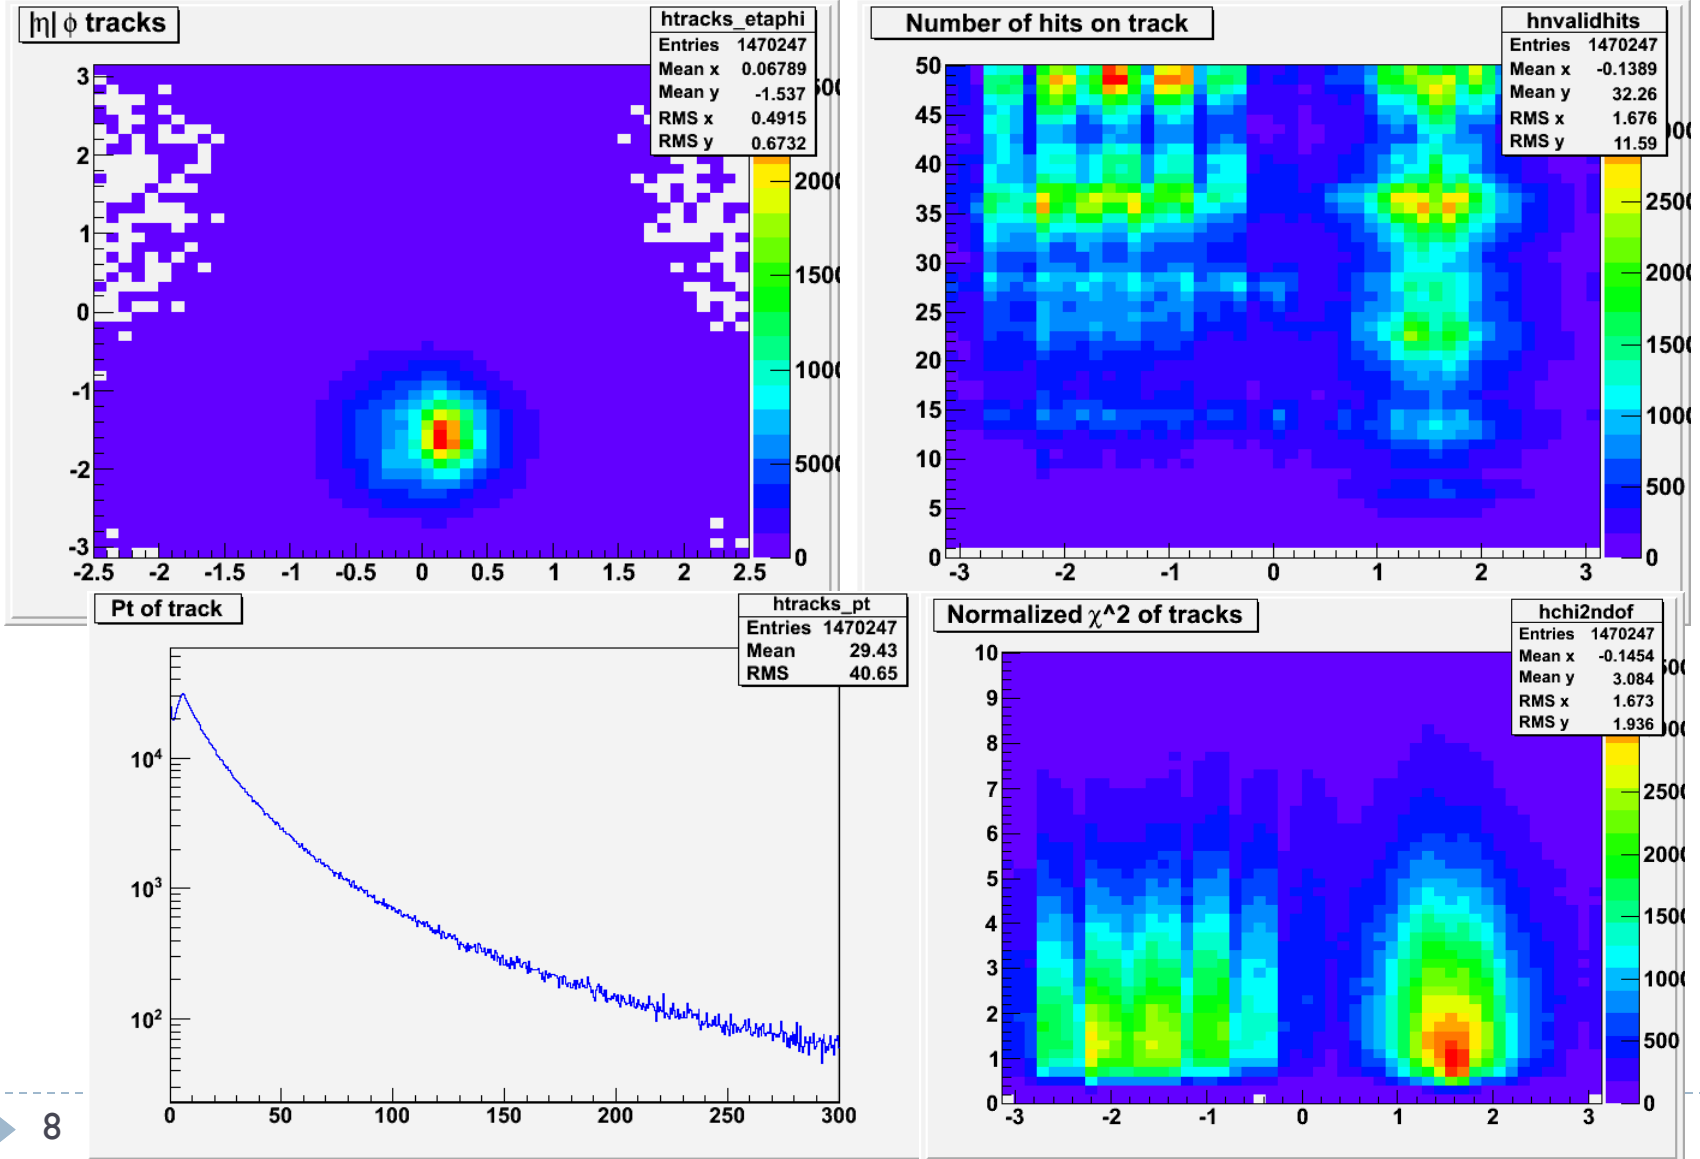 |η| φ tracks
htracks_etaphi
Entries 1470247
Mean x 0.06789
Mean y -1.537
RMS x 0.4915
RMS y 0.6732
3
2
1
0
-1
-2
-3
-2.5 -2 -1.5 -1 -0.5 0 0.5 1 1.5 2 2.5
0
Number of hits on track
hnvalidhits
Entries 1470247
Mean x -0.1389
Mean y 32.26
RMS x 1.676
RMS y 11.59
50
45
40
35
30
25
20
15
10
5
0
-3 -2 -1 0 1 2 3
2500
2000
1500
1000
500
0
Pt of track
htracks_pt
Entries 1470247
Mean 29.43
RMS 40.65
10^4
10^3
10^2
0 50 100 150 200 250 300
Normalized χ^2 of tracks
hchi2ndof
Entries 1470247
Mean x -0.1454
Mean y 3.084
RMS x 1.673
RMS y 1.936
10
9
8
7
6
5
4
3
2
1
0
-3 -2 -1 0 1 2 3
2500
2000
1500
1000
500
0
8